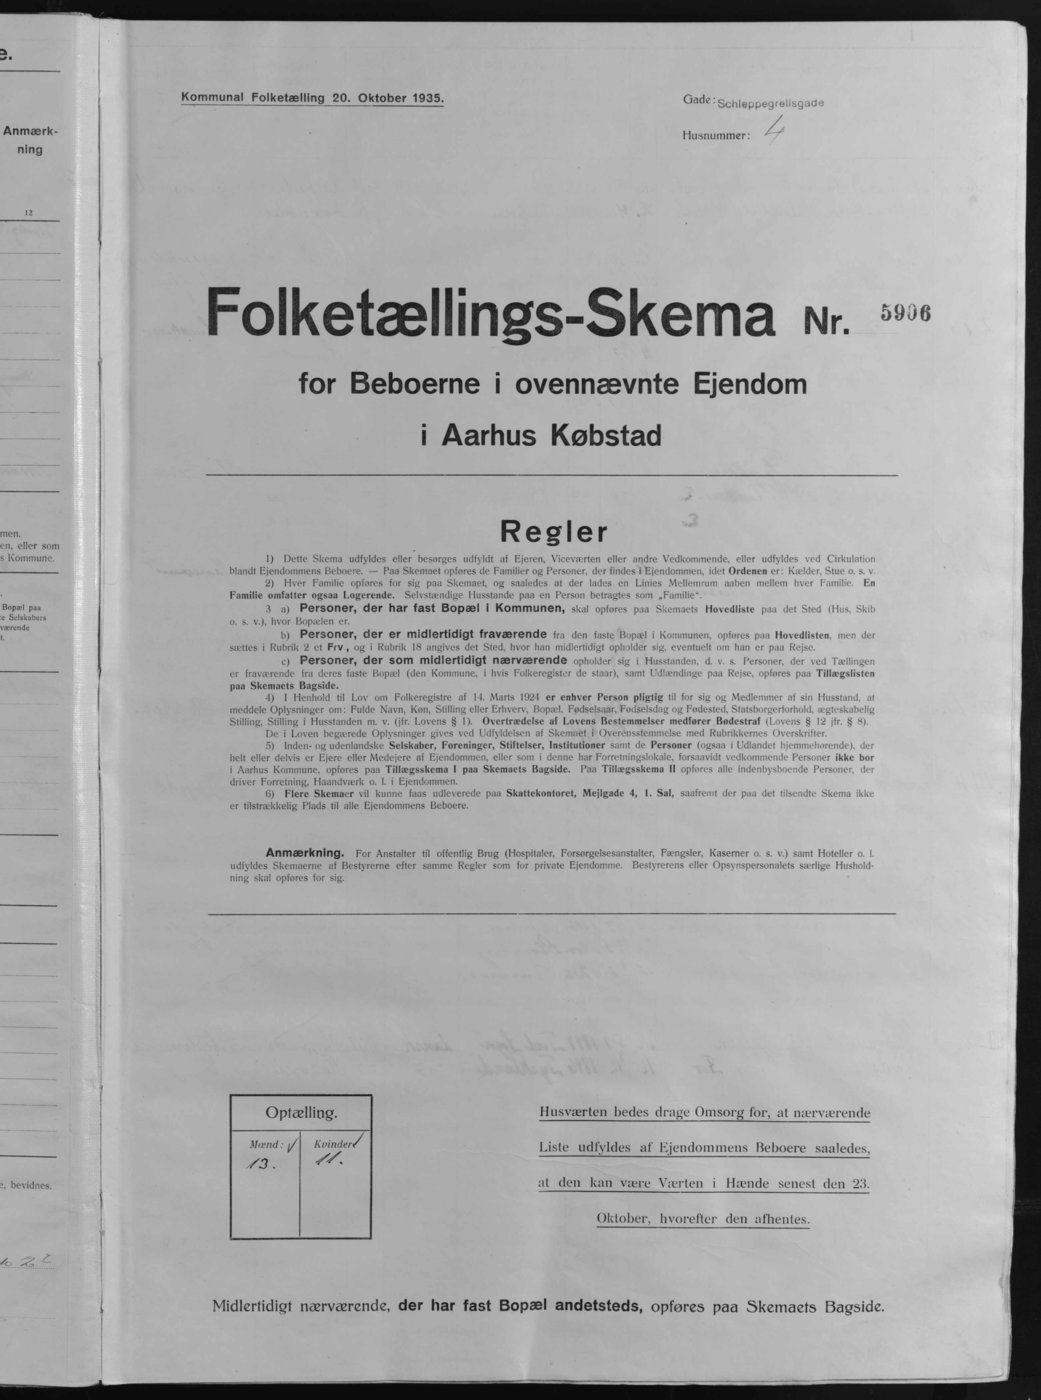 e.
Anmærk-
ning
12
men.
en, eller som
s Kommune.
Bopæl paa
te Selskabers
værende
t.
e, bevidnes.
Kommunal Folketælling 20. Oktober 1935.
Gade: Schleppegrellsgade
Husnummer: 4
Folketællings-Skema Nr. 5906
for Beboerne i ovennævnte Ejendom
i Aarhus Købstad
Regler
1) Dette Skema udfyldes eller besørges udfyldt af Ejeren, Viceværten eller andre Vedkommende, eller udfyldes ved Cirkulation
blandt Ejendommens Beboere. — Paa Skemaet opføres de Familier og Personer, der findes i Ejendommen, idet Ordenen er: Kælder, Stue o. s. v.
2) Hver Familie opføres for sig paa Skemaet, og saaledes at der lades en Linies Mellemrum aaben mellem hver Familie. En
Familie omfatter ogsaa Logerende. Selvstændige Husstande paa en Person betragtes som „Familie“.
3 a) Personer, der har fast Bopæl i Kommunen, skal opføres paa Skemaets Hovedliste paa det Sted (Hus, Skib
o. s. v.), hvor Bopælen er.
b) Personer, der er midlertidigt fraværende fra den faste Bopæl i Kommunen, opføres paa Hovedlisten, men der
sættes i Rubrik 2 et Frv., og i Rubrik 18 angives det Sted, hvor han midlertidigt opholder sig, eventuelt om han er paa Rejse.
c) Personer, der som midlertidigt nærværende opholder sig i Husstanden, d. v. s. Personer, der ved Tællingen
er fraværende fra deres faste Bopæl (den Kommune, i hvis Folkeregister de staar), samt Udlændinge paa Rejse, opføres paa Tillægslisten
paa Skemaets Bagside.
4) I Henhold til Lov om Folkeregistre af 14. Marts 1924 er enhver Person pligtig til for sig og Medlemmer af sin Husstand, at
meddele Oplysninger om: Fulde Navn, Køn, Stilling eller Erhverv, Bopæl, Fødselsaar, Fødselsdag og Fødested, Statsborgerforhold, ægteskabelig
Stilling, Stilling i Husstanden m. v. (jfr. Lovens § 1). Overtrædelse af Lovens Bestemmelser medfører Bødestraf (Lovens § 12 jfr. § 8).
De i Loven begærede Oplysninger gives ved Udfyldelsen af Skemaet i Overensstemmelse med Rubrikkernes Overskrifter.
5) Inden- og udenlandske Selskaber, Foreninger, Stiftelser, Institutioner samt de Personer (ogsaa i Udlandet hjemmehørende), der
helt eller delvis er Ejere eller Medejere af Ejendommen, eller som i denne har Forretningslokale, forsaavidt vedkommende Personer ikke bor
i Aarhus Kommune, opføres paa Tillægsskema I paa Skemaets Bagside. Paa Tillægsskema II opføres alle indenbysboende Personer, der
driver Forretning, Haandværk o. l. i Ejendommen.
6) Flere Skemaer vil kunne faas udleverede paa Skattekontoret, Mejlgade 4, 1. Sal, saafremt der paa det tilsendte Skema ikke
er tilstrækkelig Plads til alle Ejendommens Beboere.
Anmærkning. For Anstalter til offentlig Brug (Hospitaler, Forsørgelsesanstalter, Fængsler, Kaserner o. s. v.) samt Hoteller o. l.
udfyldes Skemaerne af Bestyrerne efter samme Regler som for private Ejendomme. Bestyrerens eller Opsynspersonalets særlige Hushold-
ning skal opføres for sig.
Optælling.
Mænd: Kvinder:
13. 11.
Husværten bedes drage Omsorg for, at nærværende
Liste udfyldes af Ejendommens Beboere saaledes,
at den kan være Værten i Hænde senest den 23.
Oktober, hvorefter den afhentes.
Midlertidigt nærværende, der har fast Bopæl andetsteds, opføres paa Skemaets Bagside.